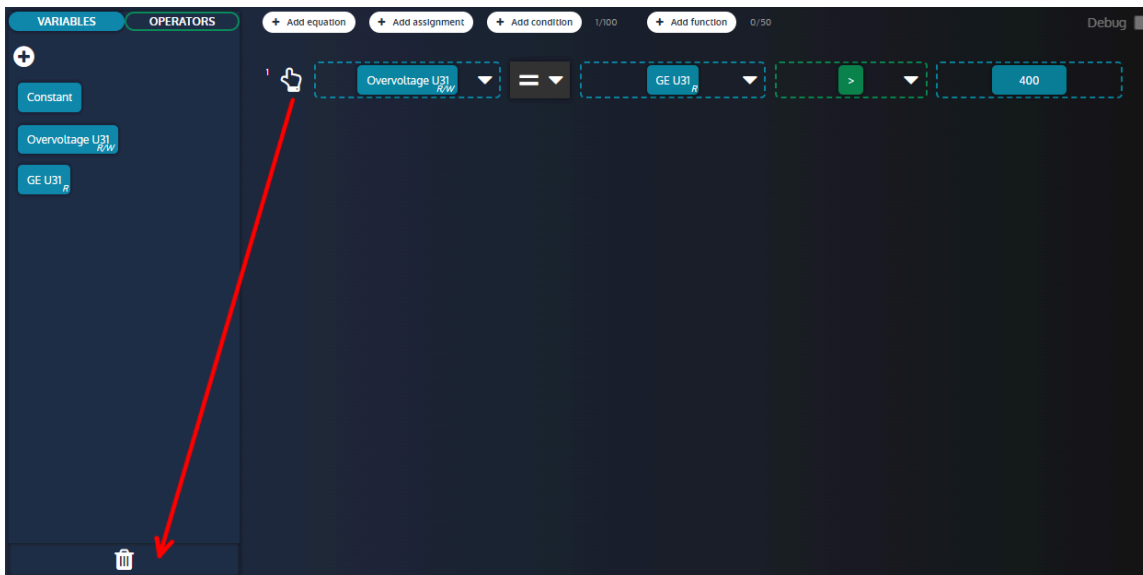 VARIABLES OPERATORS + Add equation + Add assignment + Add condition 1/100 + Add function 0/50 Debug
1 Overvoltage U31 R/W = GE U31 R > 400
Constant
Overvoltage U31 R/W
GE U31 R